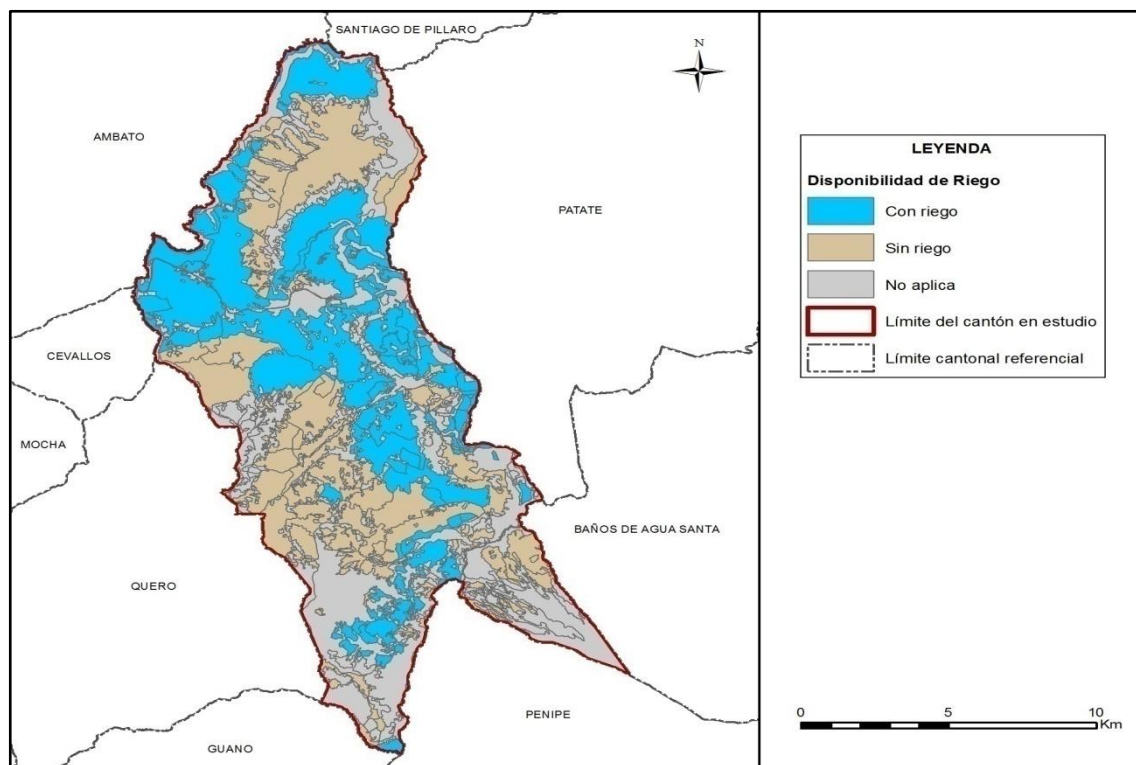 SANTIAGO DE PILLARO
N
AMBATO
PATATE
CEVALLOS
MOCHA
BAÑOS DE AGUA SANTA
QUERO
PENIPE
GUANO
LEYENDA
Disponibilidad de Riego
Con riego
Sin riego
No aplica
Límite del cantón en estudio
Límite cantonal referencial
0 5 10
Km